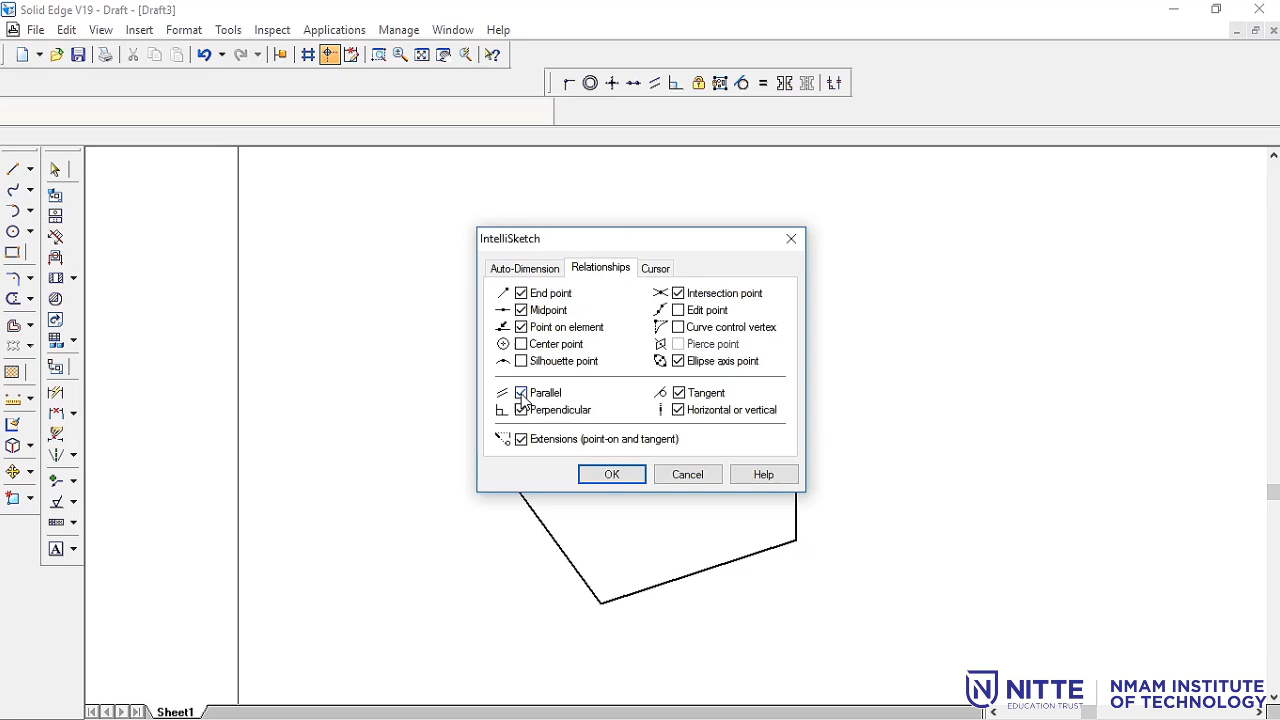 Solid Edge V19 - Draft - [Draft3]
File Edit View Insert Format Tools Inspect Applications Manage Window Help
IntelliSketch
Auto-Dimension Relationships Cursor
End point Intersection point
Midpoint Edit point
Point on element Curve control vertex
Center point Pierce point
Silhouette point Ellipse axis point
Parallel Tangent
Perpendicular Horizontal or vertical
Extensions (point-on and tangent)
OK Cancel Help
Sheet1
NITTE
EDUCATION TRUST
NMAM INSTITUTE
OF TECHNOLOGY